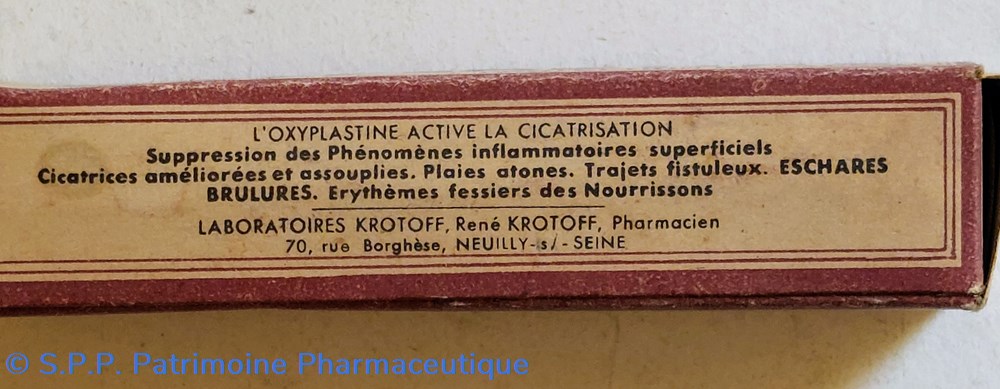 L'OXYPLASTINE ACTIVE LA CICATRISATION
Suppression des Phénomènes inflammatoires superficiels
Cicatrices améliorées et assouplies. Plaies atones. Trajets fistuleux. ESCHARES
BRULURES. Erythèmes fessiers des Nourrissons
LABORATOIRES KROTOFF, René KROTOFF, Pharmacien
70, rue Borghèse, NEUILLY-s/-SEINE
© S.P.P. Patrimoine Pharmaceutique